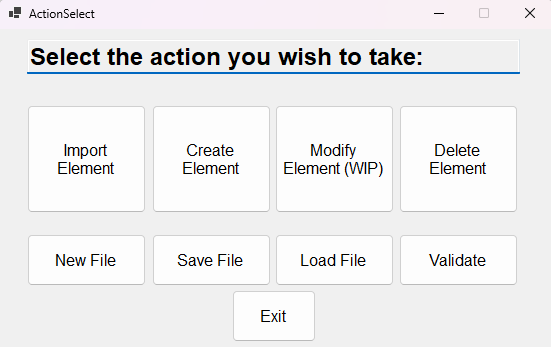 ActionSelect
Select the action you wish to take:
Import
Element
Create
Element
Modify
Element (WIP)
Delete
Element
New File
Save File
Load File
Validate
Exit